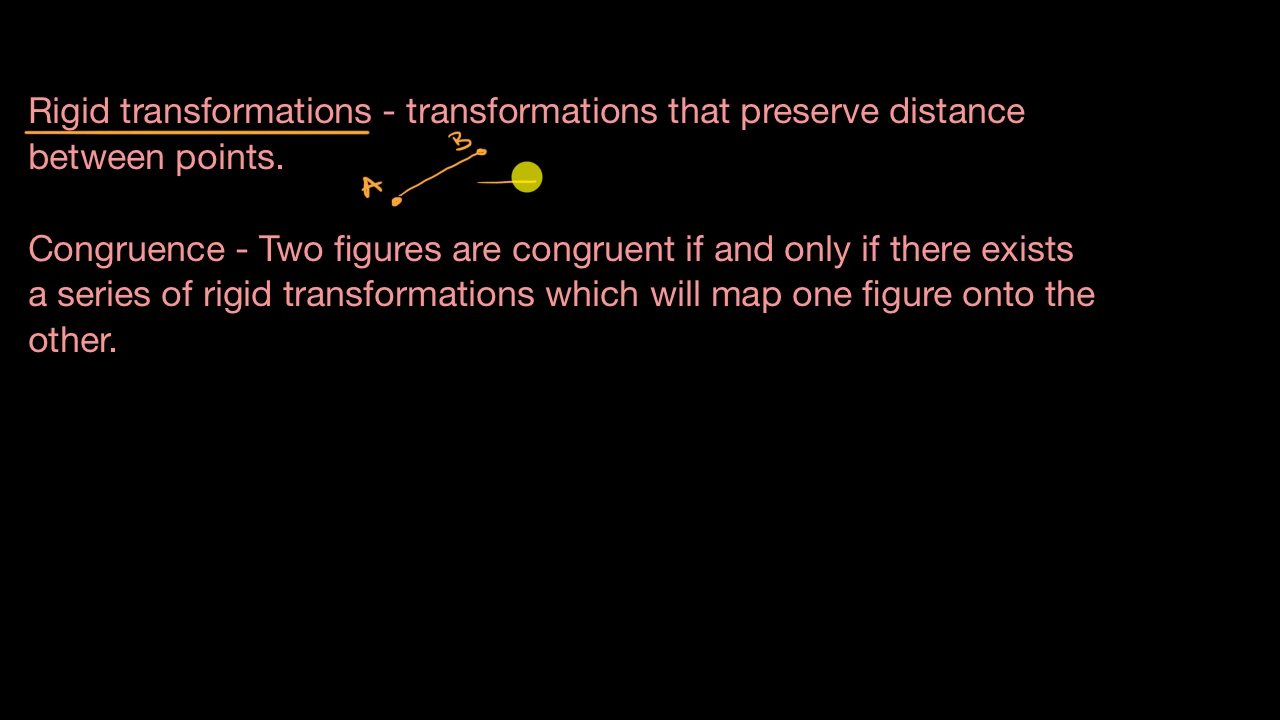 Rigid transformations - transformations that preserve distance
between points.
B
A
Congruence - Two figures are congruent if and only if there exists
a series of rigid transformations which will map one figure onto the
other.